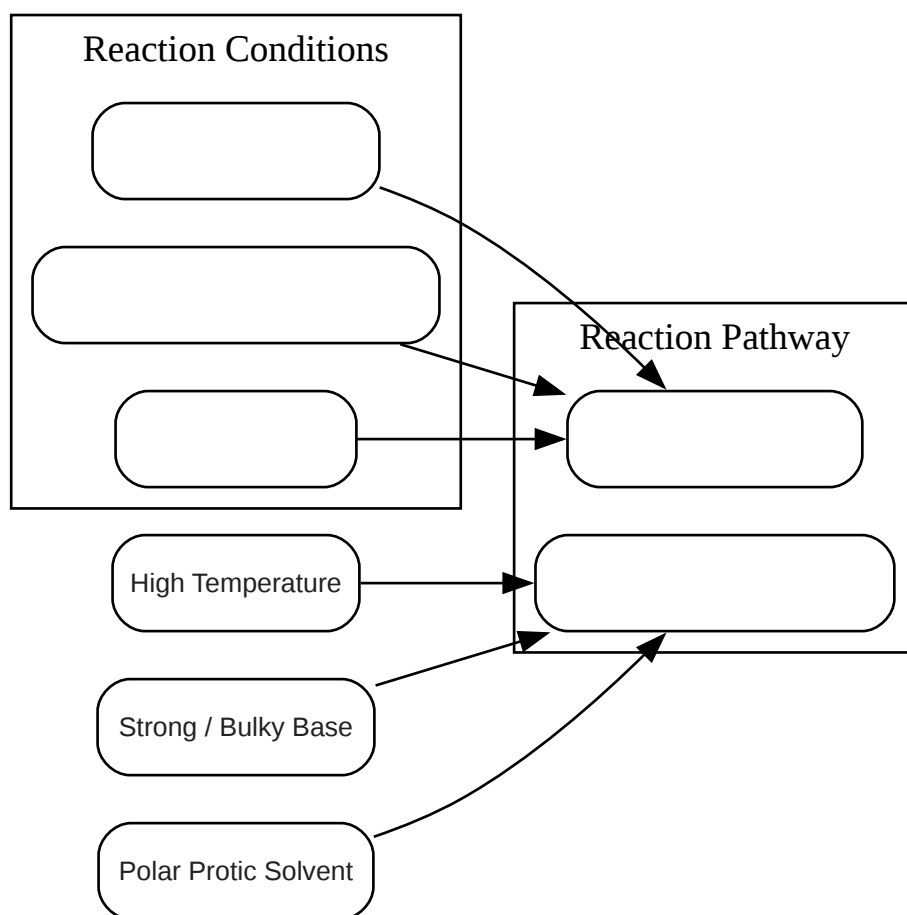 Reaction Conditions
Reaction Pathway
High Temperature
Strong / Bulky Base
Polar Protic Solvent